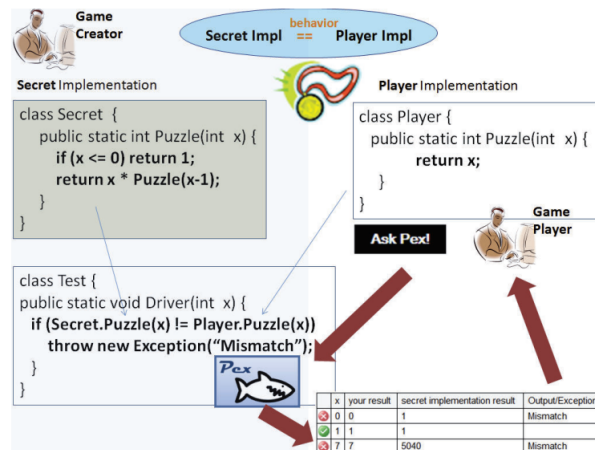 Game
Creator
behavior
Secret Impl == Player Impl
Secret Implementation
class Secret {
public static int Puzzle(int x) {
if (x <= 0) return 1;
return x * Puzzle(x-1);
}
}
Player Implementation
class Player {
public static int Puzzle(int x) {
return x;
}
}
Ask Pex!
Game
Player
class Test {
public static void Driver(int x) {
if (Secret.Puzzle(x) != Player.Puzzle(x))
throw new Exception("Mismatch");
}
}
Pex
x your result secret implementation result Output/Exception
0 0 1 Mismatch
1 1 1
7 7 5040 Mismatch